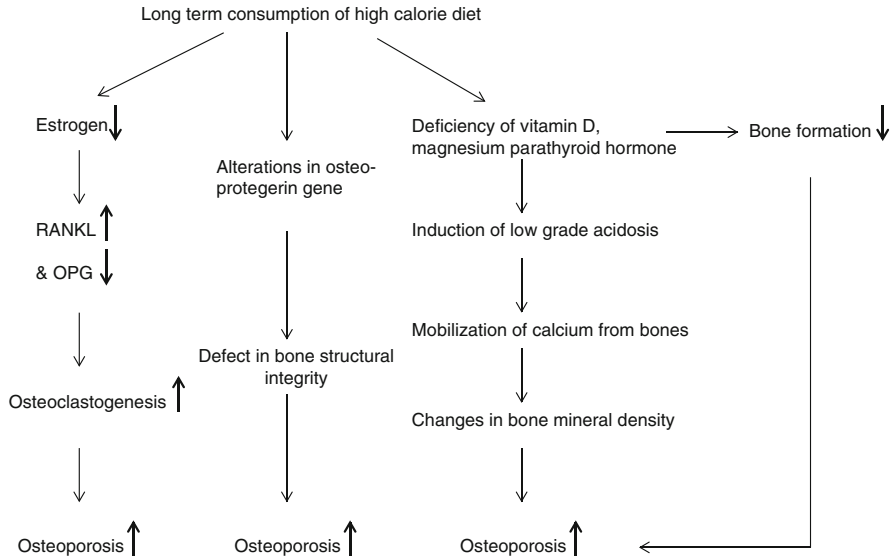 Long term consumption of high calorie diet
Estrogen
RANKL
& OPG
Osteoclastogenesis
Osteoporosis
Alterations in osteo-
protegerin gene
Defect in bone structural
integrity
Osteoporosis
Deficiency of vitamin D,
magnesium parathyroid hormone
Induction of low grade acidosis
Mobilization of calcium from bones
Changes in bone mineral density
Osteoporosis
Bone formation